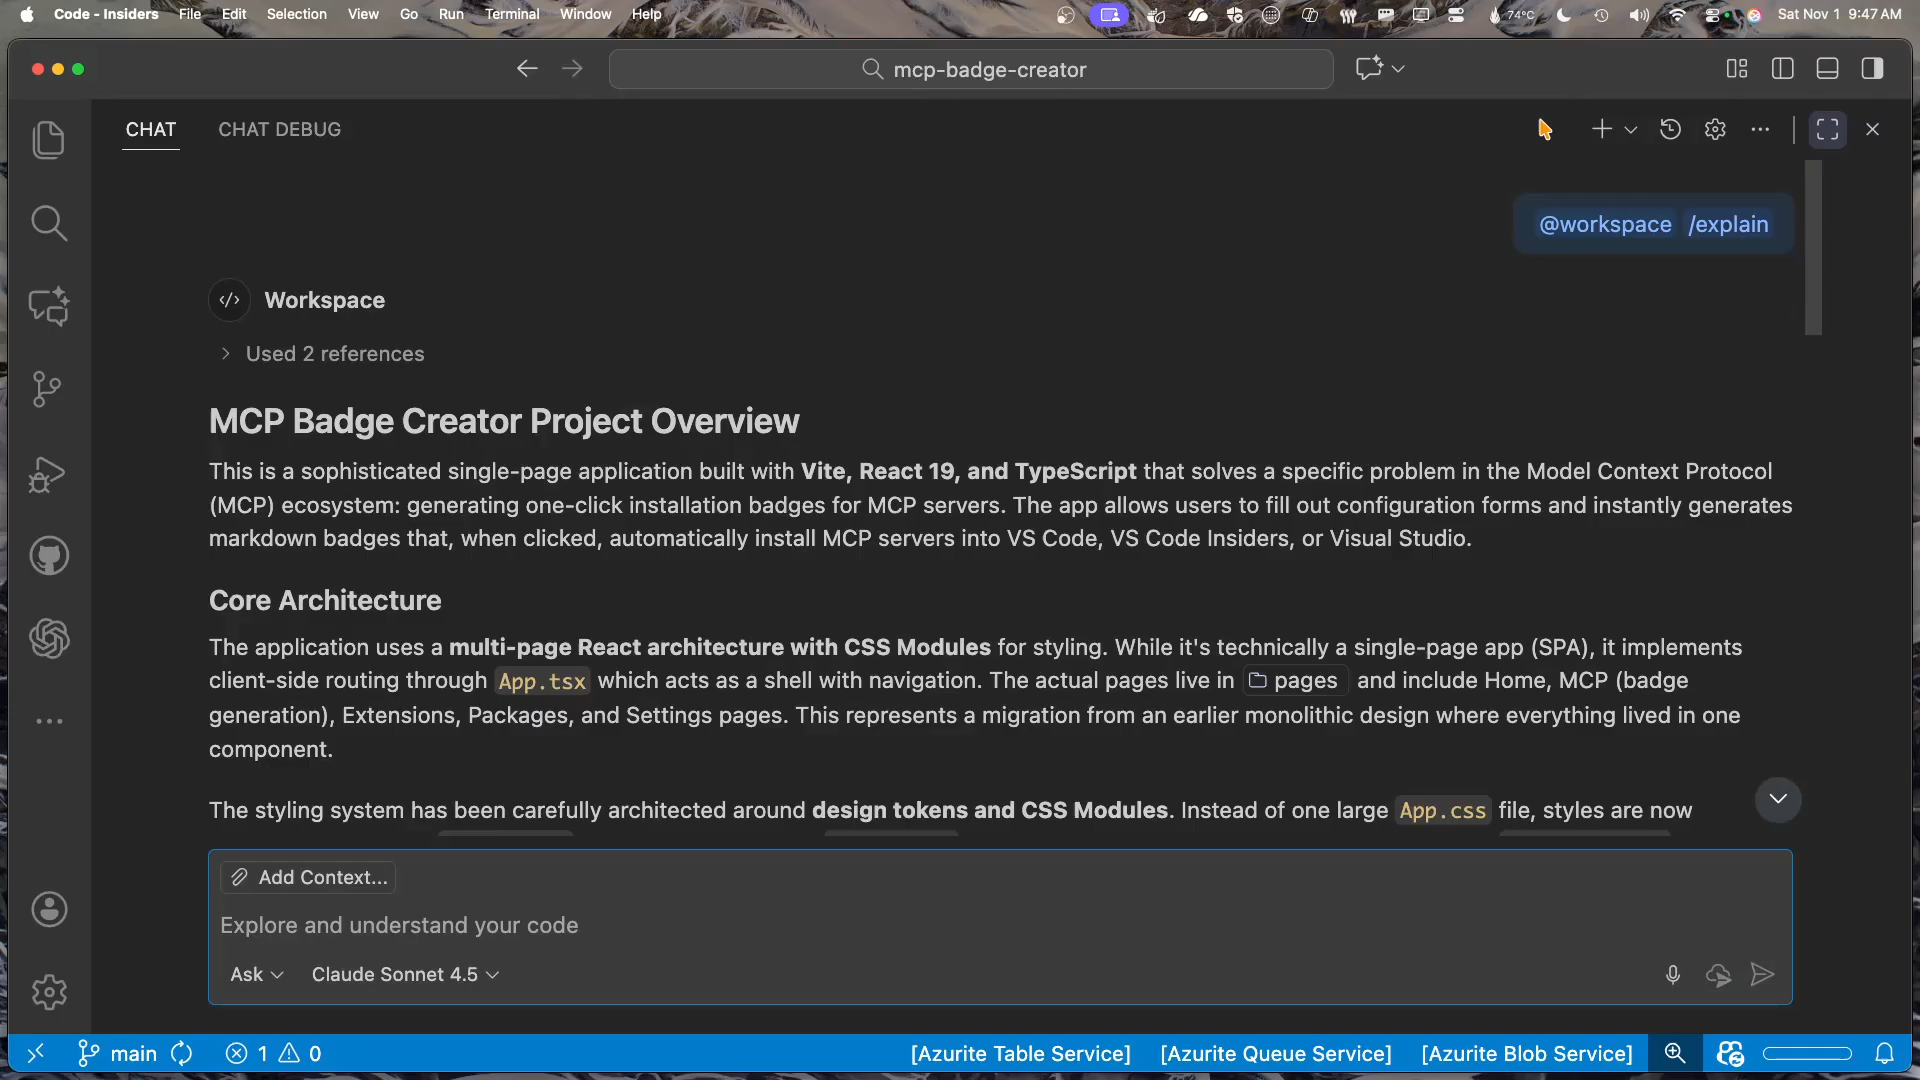 Code - Insiders File Edit Selection View Go Run Terminal Window Help 74°C Sat Nov 1 9:47 AM
mcp-badge-creator
CHAT CHAT DEBUG
@workspace /explain
Workspace
Used 2 references
MCP Badge Creator Project Overview
This is a sophisticated single-page application built with Vite, React 19, and TypeScript that solves a specific problem in the Model Context Protocol
(MCP) ecosystem: generating one-click installation badges for MCP servers. The app allows users to fill out configuration forms and instantly generates
markdown badges that, when clicked, automatically install MCP servers into VS Code, VS Code Insiders, or Visual Studio.
Core Architecture
The application uses a multi-page React architecture with CSS Modules for styling. While it's technically a single-page app (SPA), it implements
client-side routing through App.tsx which acts as a shell with navigation. The actual pages live in pages and include Home, MCP (badge
generation), Extensions, Packages, and Settings pages. This represents a migration from an earlier monolithic design where everything lived in one
component.
The styling system has been carefully architected around design tokens and CSS Modules. Instead of one large App.css file, styles are now
Add Context...
Explore and understand your code
Ask Claude Sonnet 4.5
main 1 0 [Azurite Table Service] [Azurite Queue Service] [Azurite Blob Service]